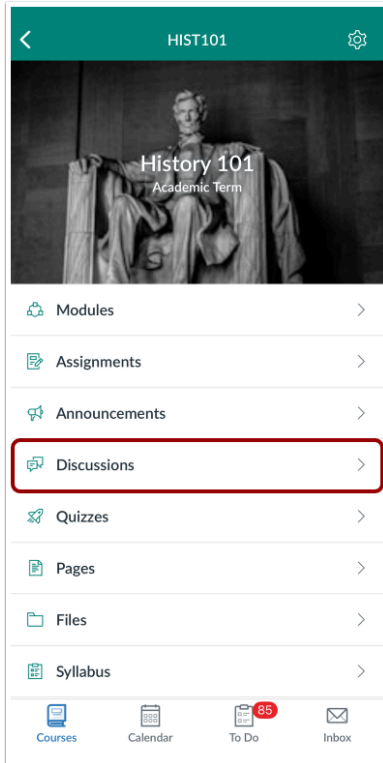 HIST101
History 101
Academic Term
Modules
Assignments
Announcements
Discussions
Quizzes
Pages
Files
Syllabus
85
Courses Calendar To Do Inbox